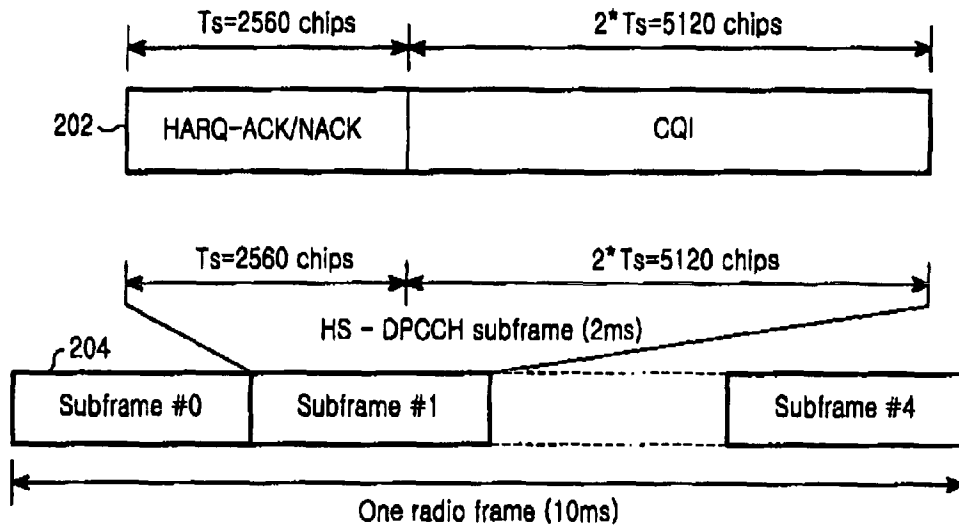 Ts=2560 chips 2* Ts=5120 chips
202 HARQ-ACK/NACK CQI
Ts=2560 chips 2* Ts=5120 chips
HS - DPCCH subframe (2ms)
204
Subframe #0 Subframe #1 Subframe #4
One radio frame (10ms)